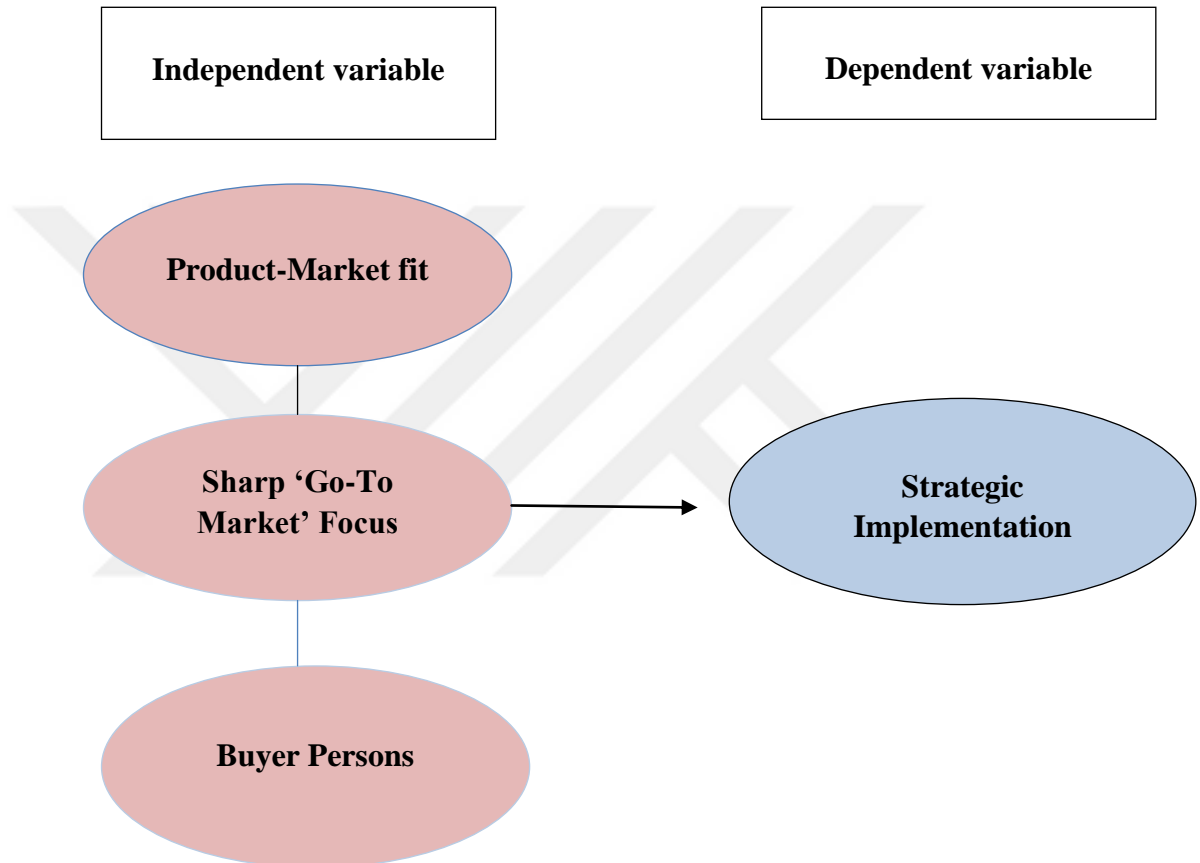 Independent variable
Dependent variable
Product-Market fit
Sharp ‘Go-To
Market’ Focus
Strategic
Implementation
Buyer Persons